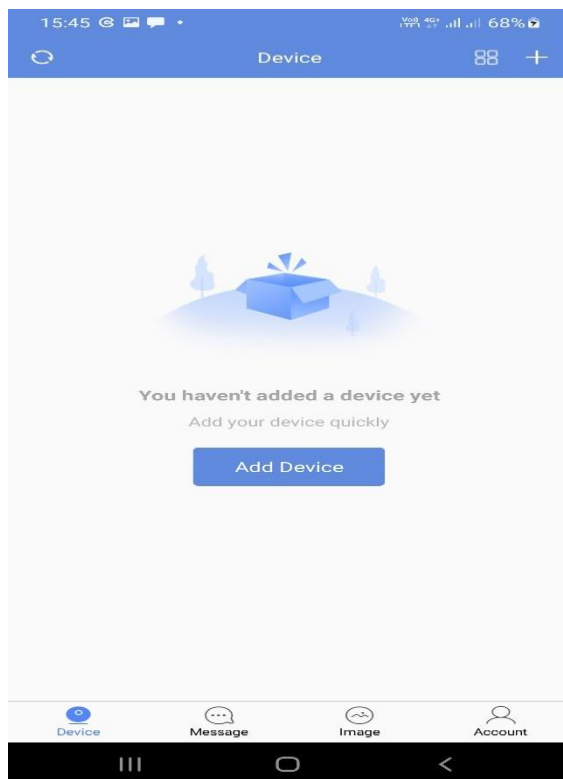 15:45 68%
Device
You haven't added a device yet
Add your device quickly
Add Device
Device Message Image Account